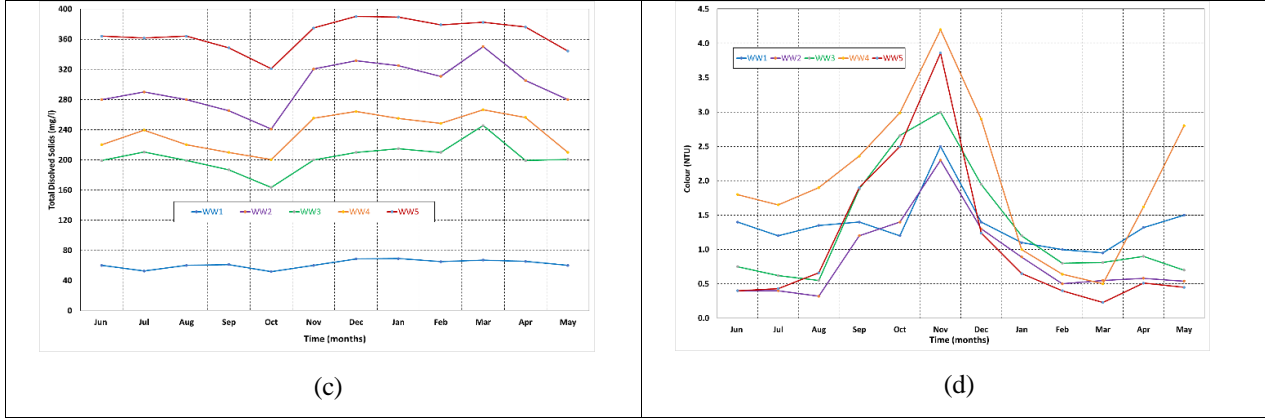 400
360
320
280
240
200
160
120
80
40
0
Total Disolved Solids (mg/l)
WW1 WW2 WW3 WW4 WW5
Jun Jul Aug Sep Oct Nov Dec Jan Feb Mar Apr May
Time (months)
(c)
4.5
4.0
3.5
3.0
2.5
2.0
1.5
1.0
0.5
0.0
Colour (NTU)
WW1 WW2 WW3 WW4 WW5
Jun Jul Aug Sep Oct Nov Dec Jan Feb Mar Apr May
Time (months)
(d)